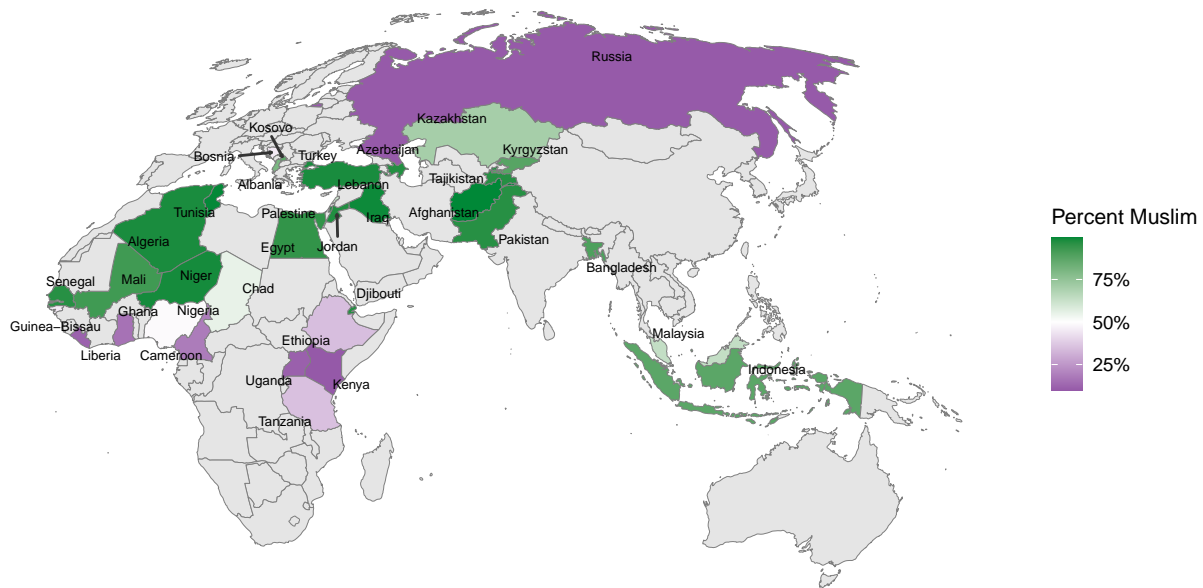 Russia
Kazakhstan
Kosovo
Azerbaijan
Kyrgyzstan
Bosnia
Turkey
Tajikistan
Albania
Lebanon
Tunisia
Palestine
Iraq
Afghanistan
Percent Muslim
Algeria
Egypt
Jordan
Pakistan
Senegal
Mali
Niger
Chad
Bangladesh
75%
Djibouti
Guinea−Bissau
Ghana
Nigeria
50%
Liberia
Cameroon
Ethiopia
Malaysia
25%
Uganda
Kenya
Indonesia
Tanzania